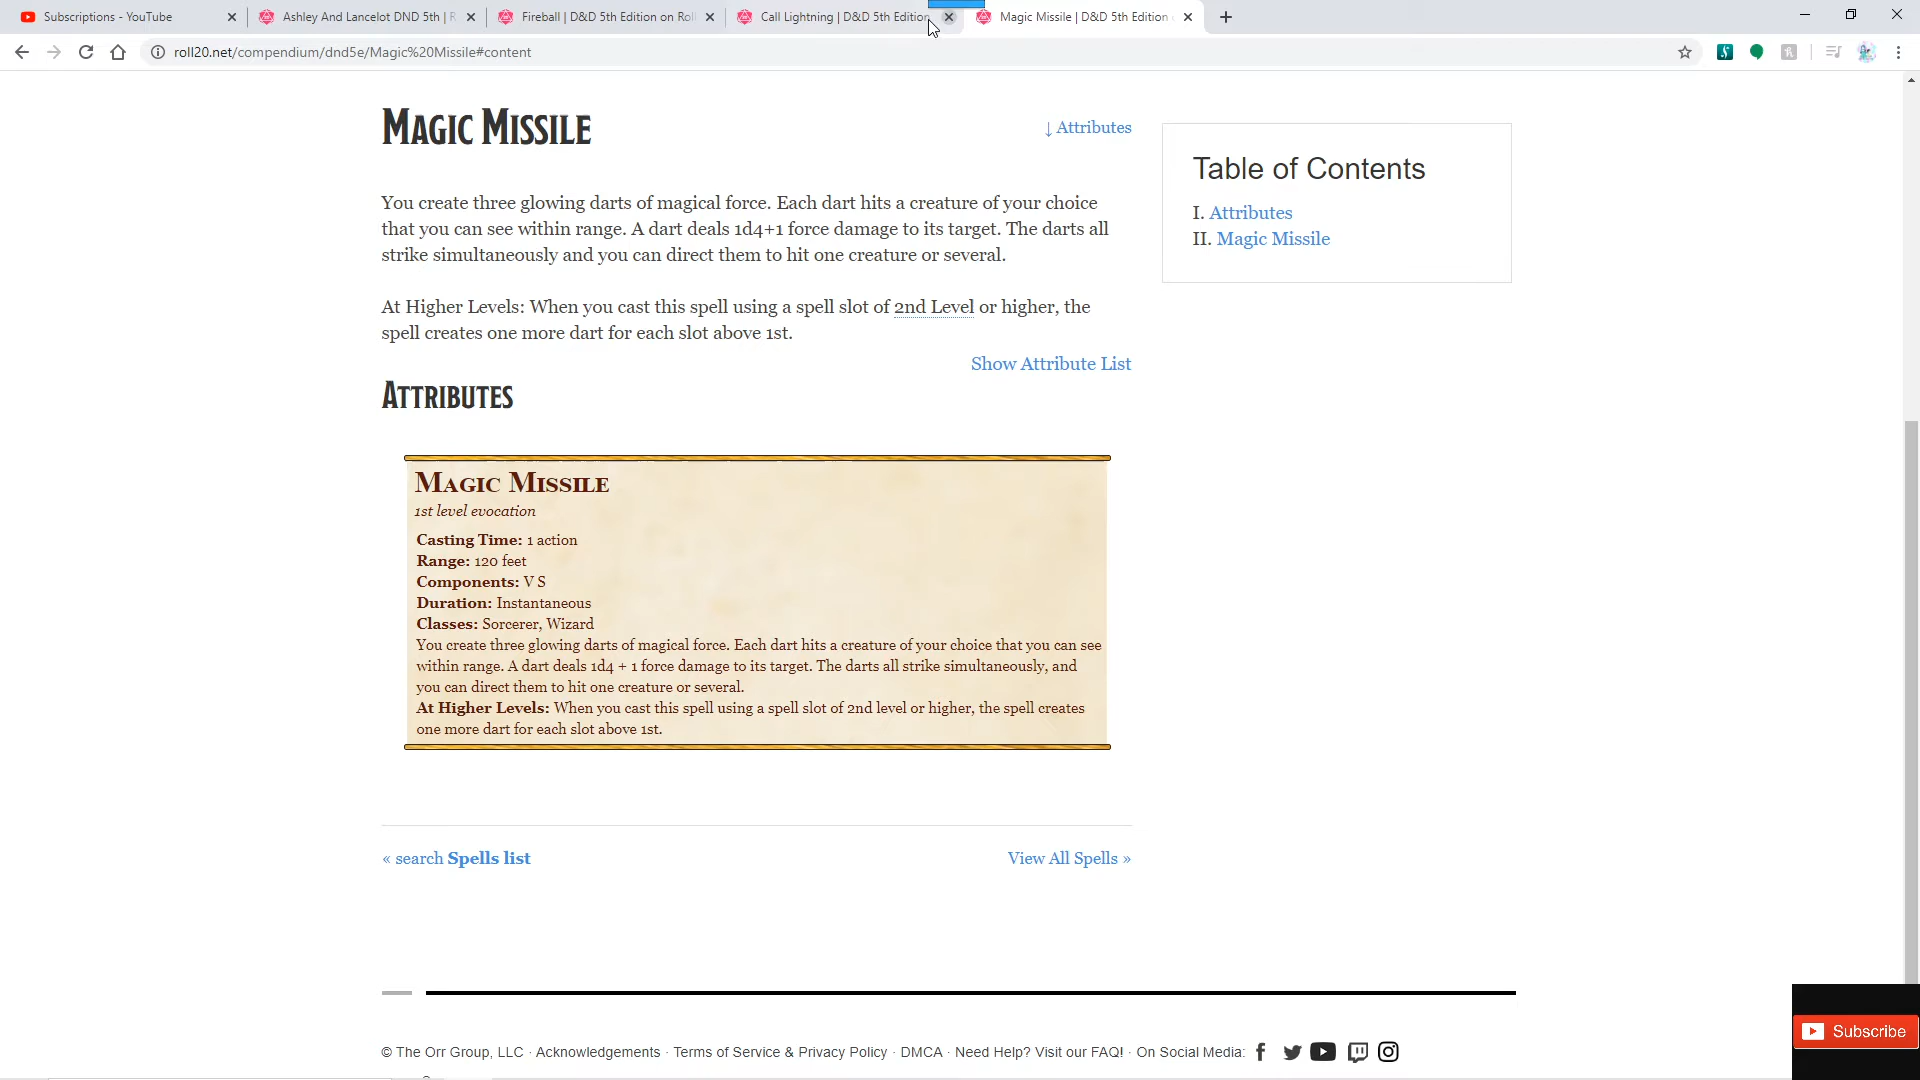 Subscriptions - YouTube
Ashley And Lancelot DND 5th | R
Fireball | D&D 5th Edition on Roll
Call Lightning | D&D 5th Edition
Magic Missile | D&D 5th Edition
roll20.net/compendium/dnd5e/Magic%20Missile#content
MAGIC MISSILE
↓ Attributes
You create three glowing darts of magical force. Each dart hits a creature of your choice
that you can see within range. A dart deals 1d4+1 force damage to its target. The darts all
strike simultaneously and you can direct them to hit one creature or several.
At Higher Levels: When you cast this spell using a spell slot of 2nd Level or higher, the
spell creates one more dart for each slot above 1st.
Show Attribute List
ATTRIBUTES
MAGIC MISSILE
1st level evocation
Casting Time: 1 action
Range: 120 feet
Components: V S
Duration: Instantaneous
Classes: Sorcerer, Wizard
You create three glowing darts of magical force. Each dart hits a creature of your choice that you can see
within range. A dart deals 1d4 + 1 force damage to its target. The darts all strike simultaneously, and
you can direct them to hit one creature or several.
At Higher Levels: When you cast this spell using a spell slot of 2nd level or higher, the spell creates
one more dart for each slot above 1st.
« search Spells list
View All Spells »
Table of Contents
I. Attributes
II. Magic Missile
© The Orr Group, LLC · Acknowledgements · Terms of Service & Privacy Policy · DMCA · Need Help? Visit our FAQ! · On Social Media:
Subscribe